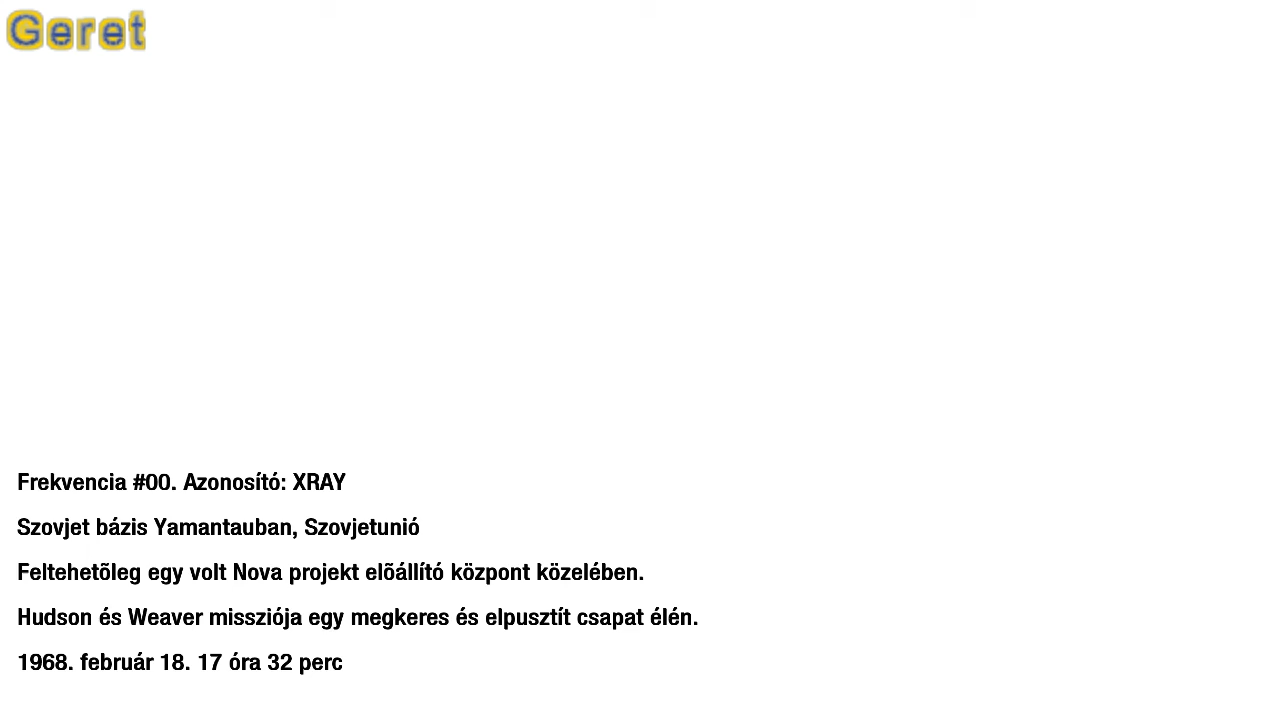 Geret
Frekvencia #00. Azonosító: XRAY
Szovjet bázis Yamantauban, Szovjetunió
Feltehetõleg egy volt Nova projekt elõállító központ közelében.
Hudson és Weaver missziója egy megkeres és elpusztít csapat élén.
1968. február 18. 17 óra 32 perc